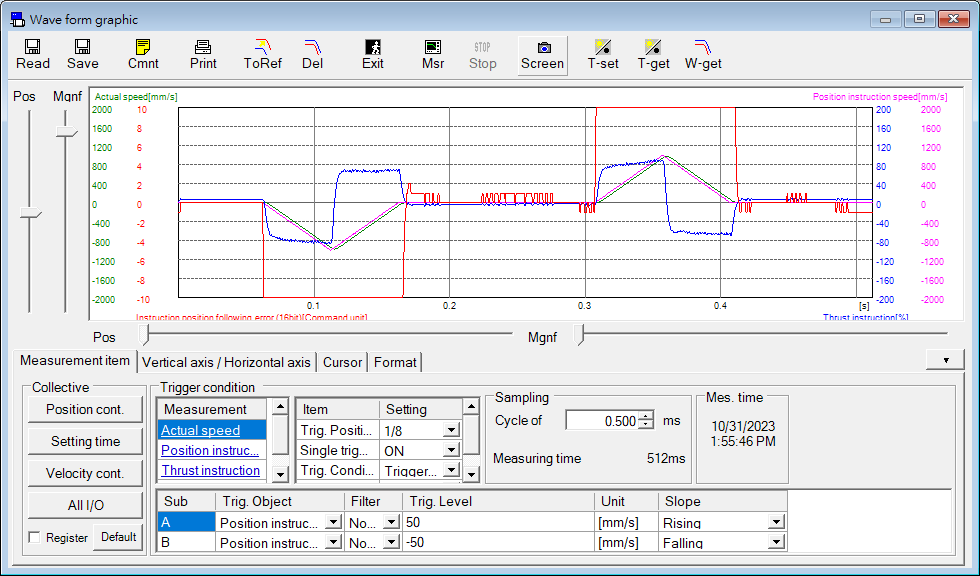 Wave form graphic
Read Save Cmnt Print ToRef Del Exit Msr Stop Screen T-set T-get W-get
STOP
Pos Mgnf
Actual speed[mm/s] Position instruction speed[mm/s]
2000 10 200 2000
1600 8 160 1600
1200 6 120 1200
800 4 80 800
400 2 40 400
0 0 0 0
-400 -2 -40 -400
-800 -4 -80 -800
-1200 -6 -120 -1200
-1600 -8 -160 -1600
-2000 -10 -200 -2000
0.1 0.2 0.3 0.4 [s]
Instruction position following error (16bit)[Command unit] Thrust instruction[%]
Pos Mgnf
Measurement item Vertical axis / Horizontal axis Cursor Format
Collective
Position cont.
Setting time
Velocity cont.
All I/O
Register Default
Trigger condition
Measurement
Actual speed
Position instruc...
Thrust instruction
Item Setting
Trig. Positi... 1/8
Single trig... ON
Trig. Condi... Trigger...
Sampling
Cycle of 0.500 ms
Measuring time 512ms
Mes. time
10/31/2023
1:55:46 PM
Sub Trig. Object Filter Trig. Level Unit Slope
A Position instruc... No... 50 [mm/s] Rising
B Position instruc... No... -50 [mm/s] Falling